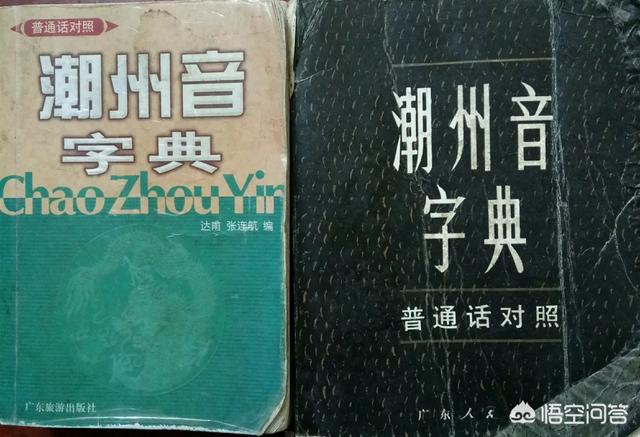 普通话对照
潮州音
字典
Chao Zhou Yin
达甫 张连航 编
广东旅游出版社
潮州音
字典
普通话对照
广东人
悟空问答